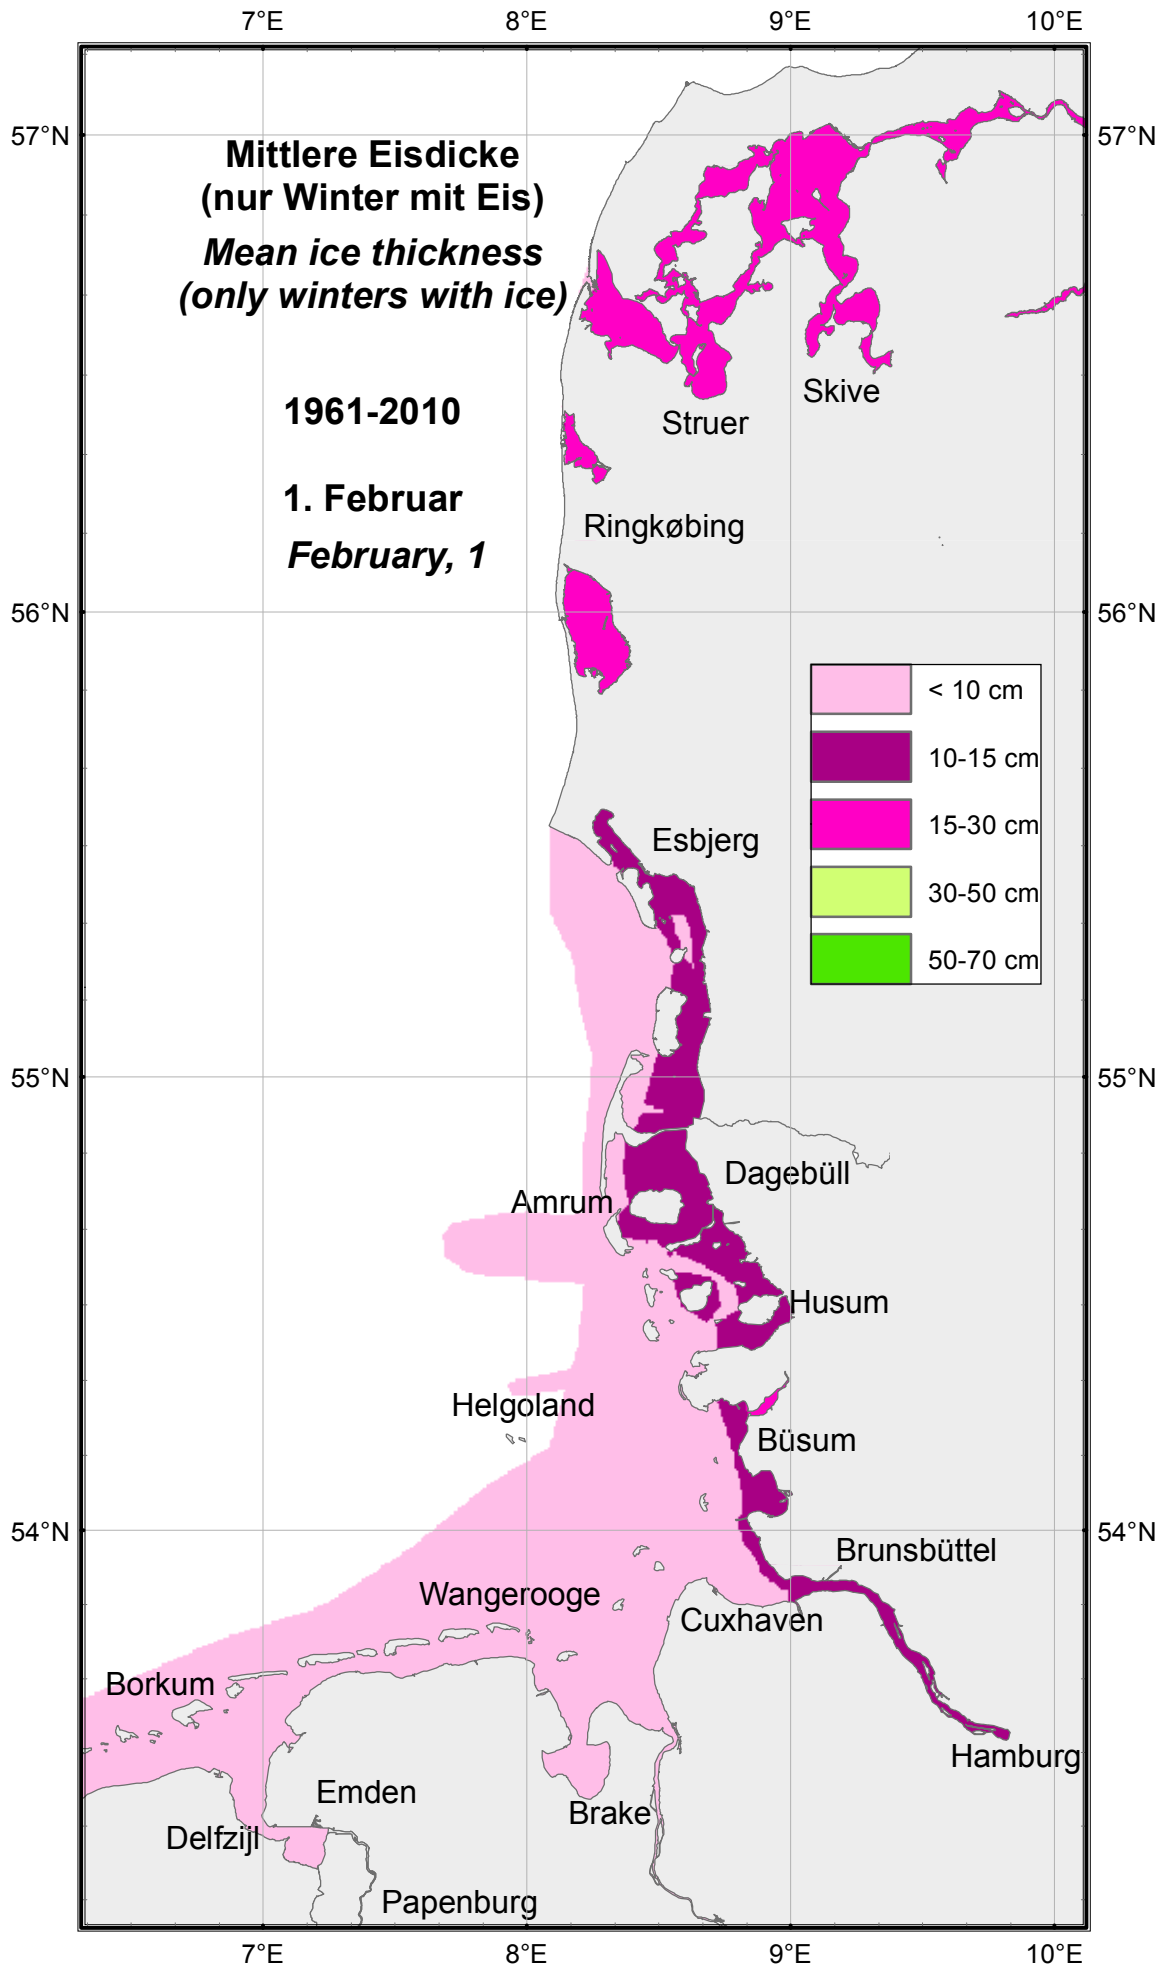 7°E 8°E 9°E 10°E
57°N 57°N
Mittlere Eisdicke
(nur Winter mit Eis)
Mean ice thickness
(only winters with ice)
Skive
Struer
1961-2010
1. Februar
Ringkøbing
February, 1
56°N 56°N
< 10 cm
10-15 cm
15-30 cm
30-50 cm
50-70 cm
Esbjerg
55°N 55°N
Dagebüll
Amrum
Husum
Helgoland
Büsum
54°N 54°N
Brunsbüttel
Wangerooge
Cuxhaven
Borkum
Hamburg
Emden
Brake
Delfzijl
Papenburg
7°E 8°E 9°E 10°E